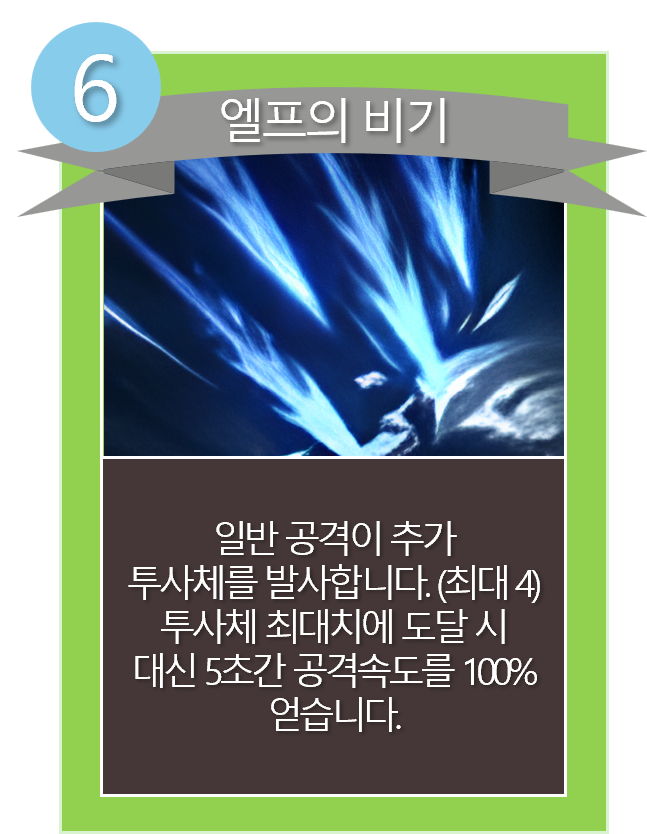 6
엘프의 비기
일반 공격이 추가
투사체를 발사합니다. (최대 4)
투사체 최대치에 도달 시
대신 5초간 공격속도를 100%
얻습니다.